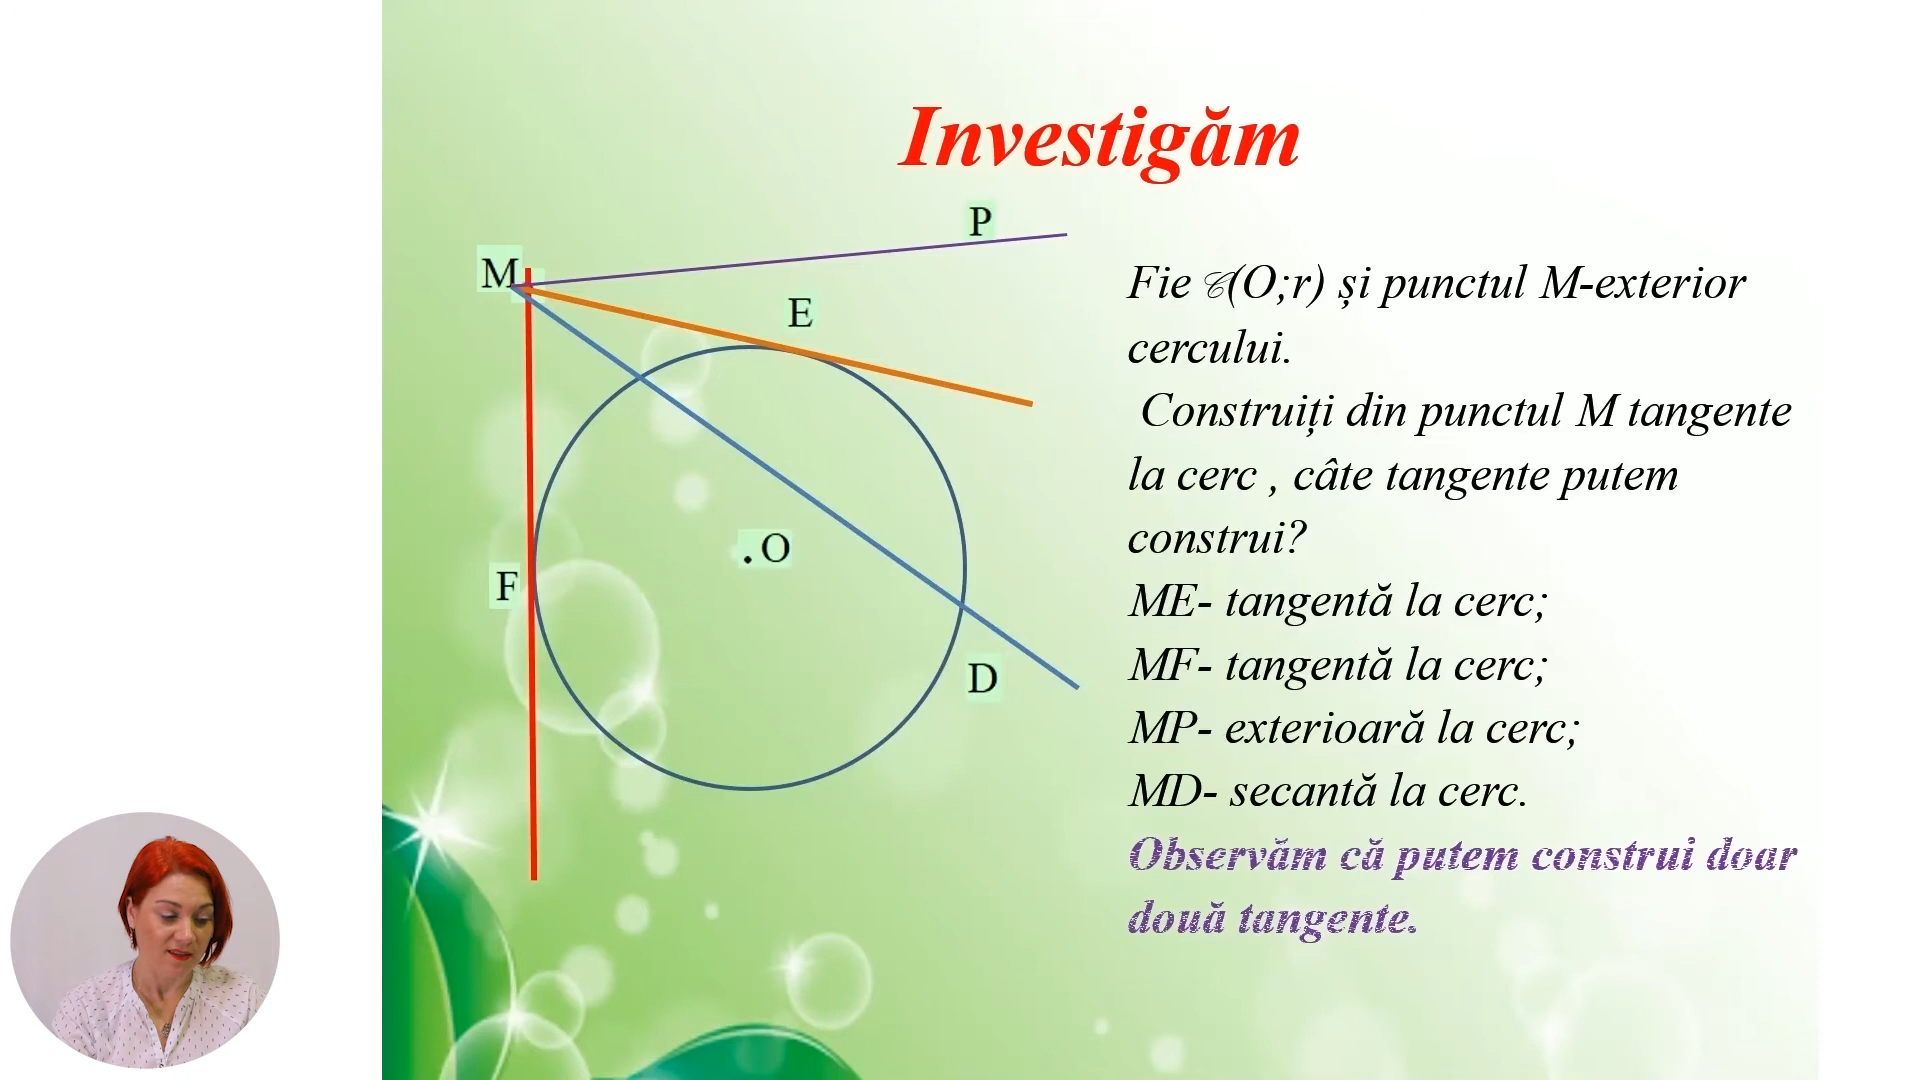 Investigăm
P
M
E
O
F
D
Fie 𝒞(O;r) și punctul M-exterior
cercului.
Construiți din punctul M tangente
la cerc , câte tangente putem
construi?
ME- tangentă la cerc;
MF- tangentă la cerc;
MP- exterioară la cerc;
MD- secantă la cerc.
Observăm că putem construi doar
două tangente.